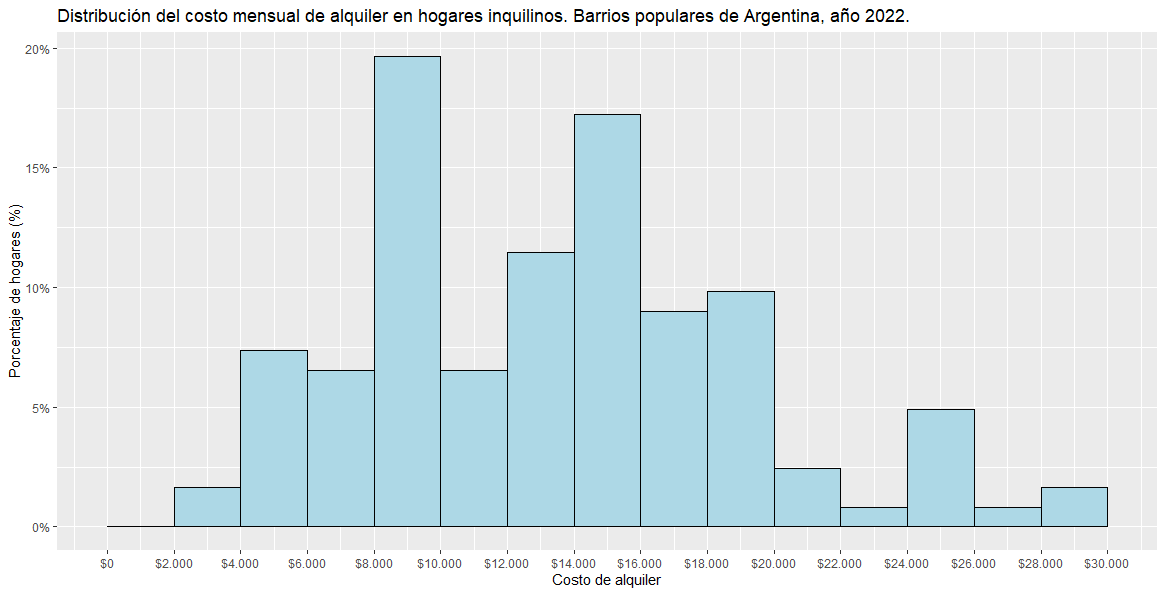 Distribución del costo mensual de alquiler en hogares inquilinos. Barrios populares de Argentina, año 2022.
Porcentaje de hogares (%)
20%
15%
10%
5%
0%
$0 $2.000 $4.000 $6.000 $8.000 $10.000 $12.000 $14.000 $16.000 $18.000 $20.000 $22.000 $24.000 $26.000 $28.000 $30.000
Costo de alquiler